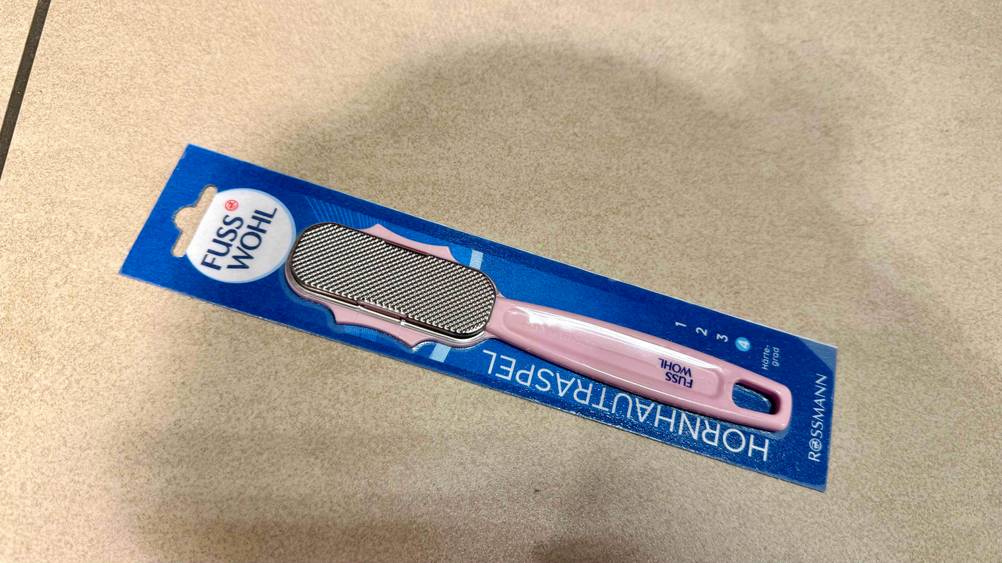 FUSS
WOHL
1
2
3
4
Härte-
grad
FUSS
WOHL
HORNHAUTRASPEL
ROSSMANN